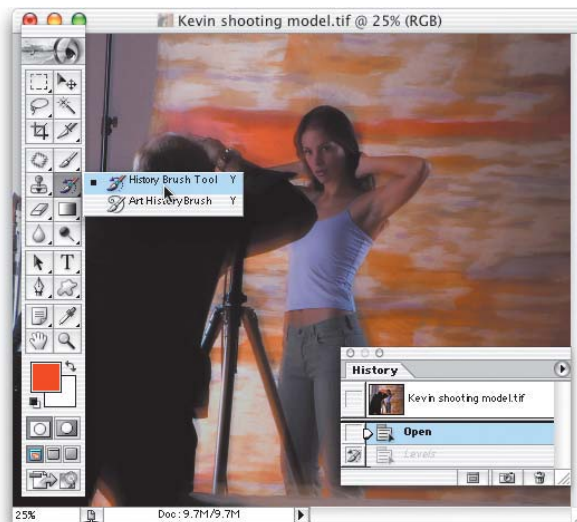 Kevin shooting model.tif @ 25% (RGB)
History Brush Tool Y
Art History Brush Y
T
History
Kevin shooting model.tif
Open
Levels
25% Doc: 9.7M/9.7M